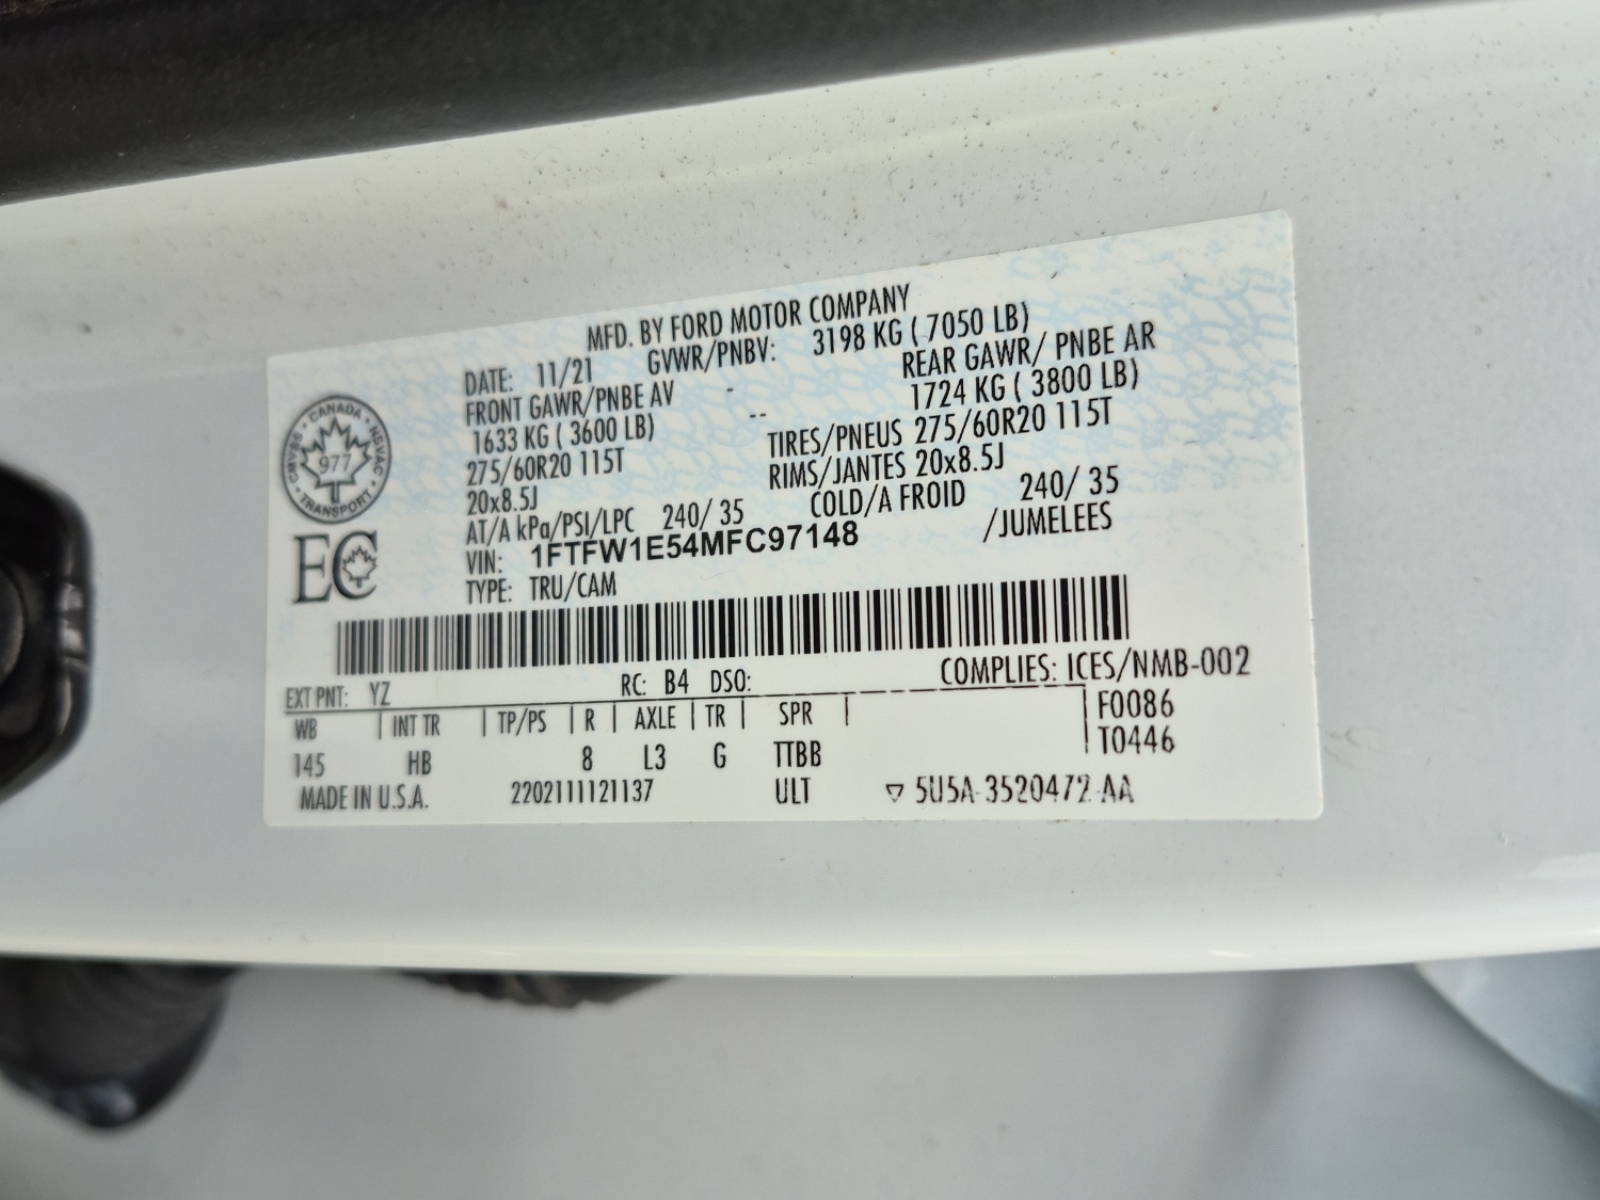 MFD. BY FORD MOTOR COMPANY
DATE: 11/21 GVWR/PNBV: 3198 KG ( 7050 LB)
FRONT GAWR/PNBE AV - REAR GAWR/ PNBE AR
1633 KG ( 3600 LB) -- 1724 KG ( 3800 LB)
275/60R20 115T TIRES/PNEUS 275/60R20 115T
20x8.5J RIMS/JANTES 20x8.5J
AT/A kPa/PSI/LPC 240/ 35 COLD/A FROID 240/ 35
VIN: 1FTFW1E54MFC97148 /JUMELEES
TYPE: TRU/CAM
CANADA
CMVSS NSVAC
977
TRANSPORT
EC
COMPLIES: ICES/NMB-002
EXT PNT: YZ RC: B4 DSO:
WB | INT TR | TP/PS | R | AXLE | TR | SPR | F0086
145 HB 8 L3 G TTBB T0446
MADE IN U.S.A. 2202111121137 ULT ▽ 5U5A-3520472-AA